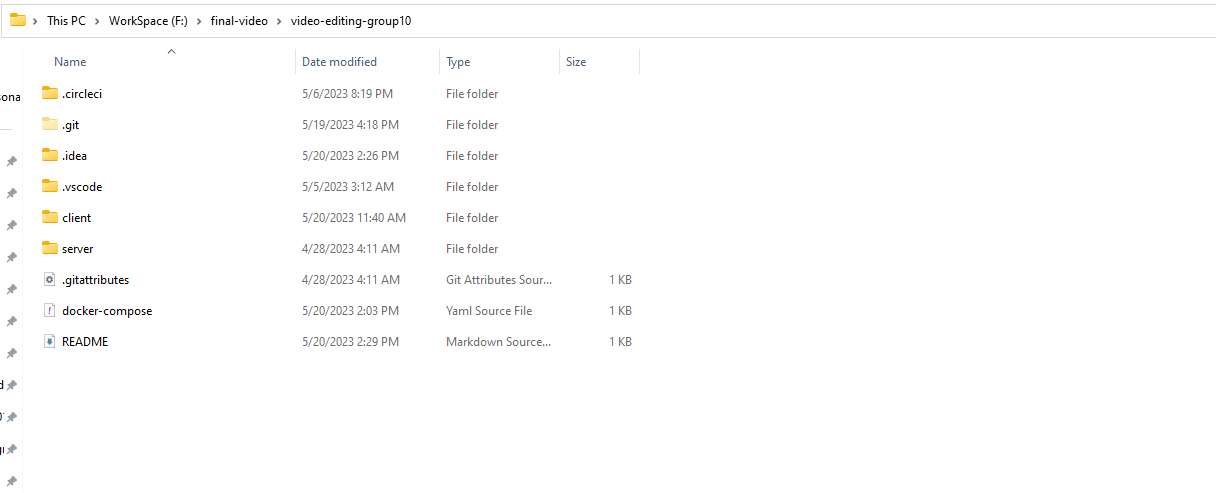 This PC > WorkSpace (F:) > final-video > video-editing-group10
Name Date modified Type Size
.circleci 5/6/2023 8:19 PM File folder
.git 5/19/2023 4:18 PM File folder
.idea 5/20/2023 2:26 PM File folder
.vscode 5/5/2023 3:12 AM File folder
client 5/20/2023 11:40 AM File folder
server 4/28/2023 4:11 AM File folder
.gitattributes 4/28/2023 4:11 AM Git Attributes Sour... 1 KB
docker-compose 5/20/2023 2:03 PM Yaml Source File 1 KB
README 5/20/2023 2:29 PM Markdown Source... 1 KB